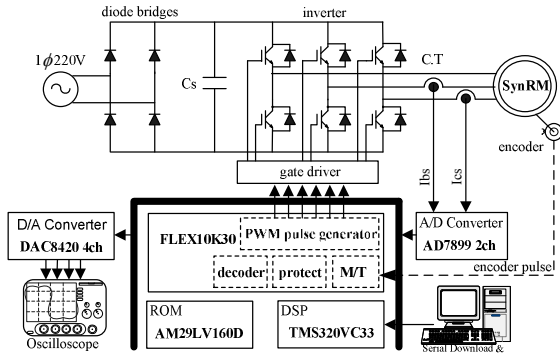 diode bridges
inverter
1ϕ220V
Cs
C.T
SynRM
encoder
gate driver
Ibs
Ics
D/A Converter
DAC8420 4ch
FLEX10K30
PWM pulse generator
decoder
protect
M/T
A/D Converter
AD7899 2ch
encoder pulse
ROM
AM29LV160D
DSP
TMS320VC33
Oscilloscope
Serial Download &